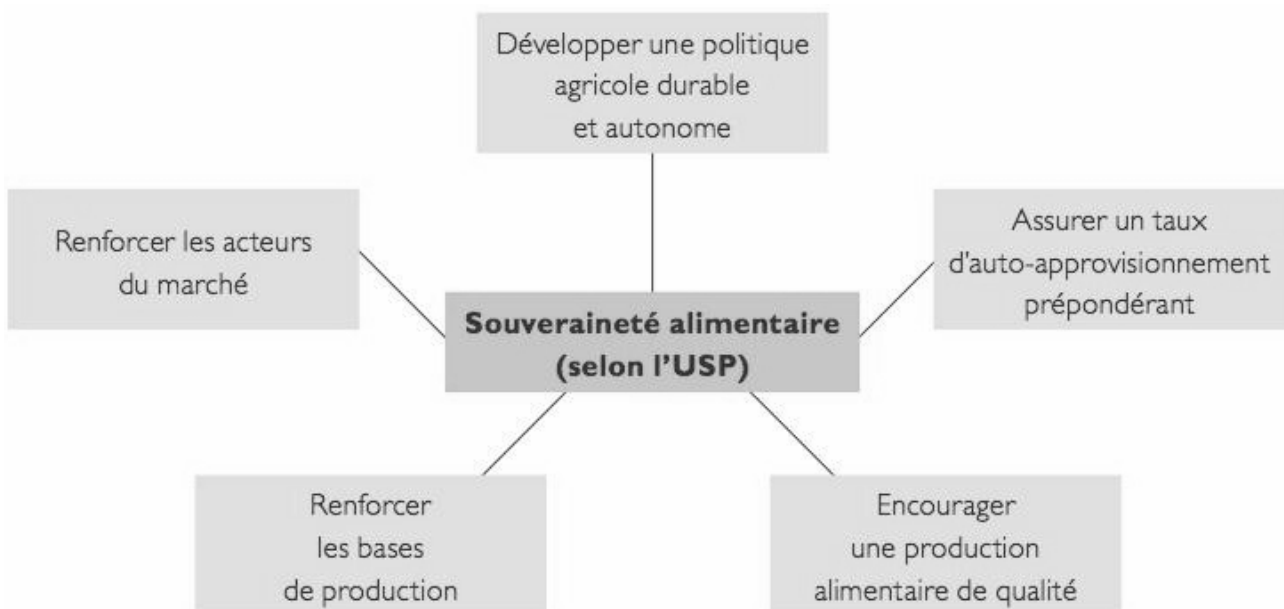 Développer une politique
agricole durable
et autonome
Renforcer les acteurs
du marché
Assurer un taux
d'auto-approvisionnement
prépondérant
Souveraineté alimentaire
(selon l'USP)
Renforcer
les bases
de production
Encourager
une production
alimentaire de qualité